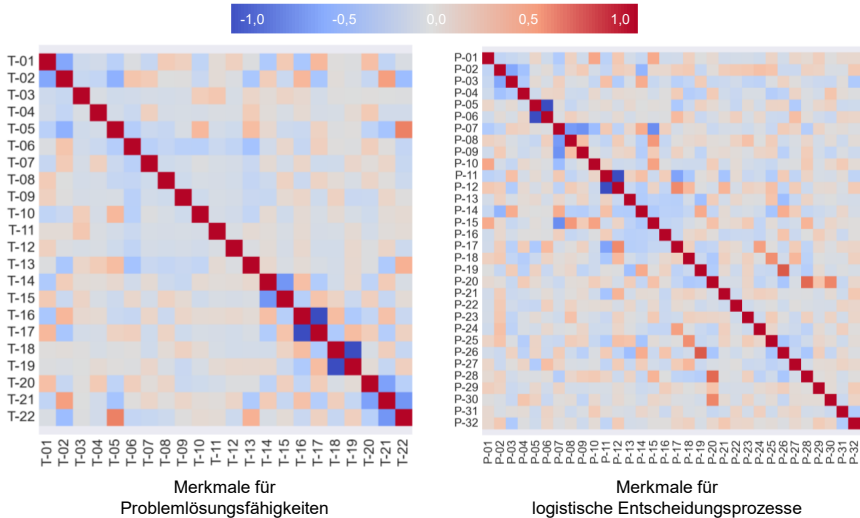 -1,0 -0,5 0,0 0,5 1,0
T-01
T-02
T-03
T-04
T-05
T-06
T-07
T-08
T-09
T-10
T-11
T-12
T-13
T-14
T-15
T-16
T-17
T-18
T-19
T-20
T-21
T-22
T-01 T-02 T-03 T-04 T-05 T-06 T-07 T-08 T-09 T-10 T-11 T-12 T-13 T-14 T-15 T-16 T-17 T-18 T-19 T-20 T-21 T-22
Merkmale für
Problemlösungsfähigkeiten
P-01
P-02
P-03
P-04
P-05
P-06
P-07
P-08
P-09
P-10
P-11
P-12
P-13
P-14
P-15
P-16
P-17
P-18
P-19
P-20
P-21
P-22
P-23
P-24
P-25
P-26
P-27
P-28
P-29
P-30
P-31
P-32
P-01 P-02 P-03 P-04 P-05 P-06 P-07 P-08 P-09 P-10 P-11 P-12 P-13 P-14 P-15 P-16 P-17 P-18 P-19 P-20 P-21 P-22 P-23 P-24 P-25 P-26 P-27 P-28 P-29 P-30 P-31 P-32
Merkmale für
logistische Entscheidungsprozesse